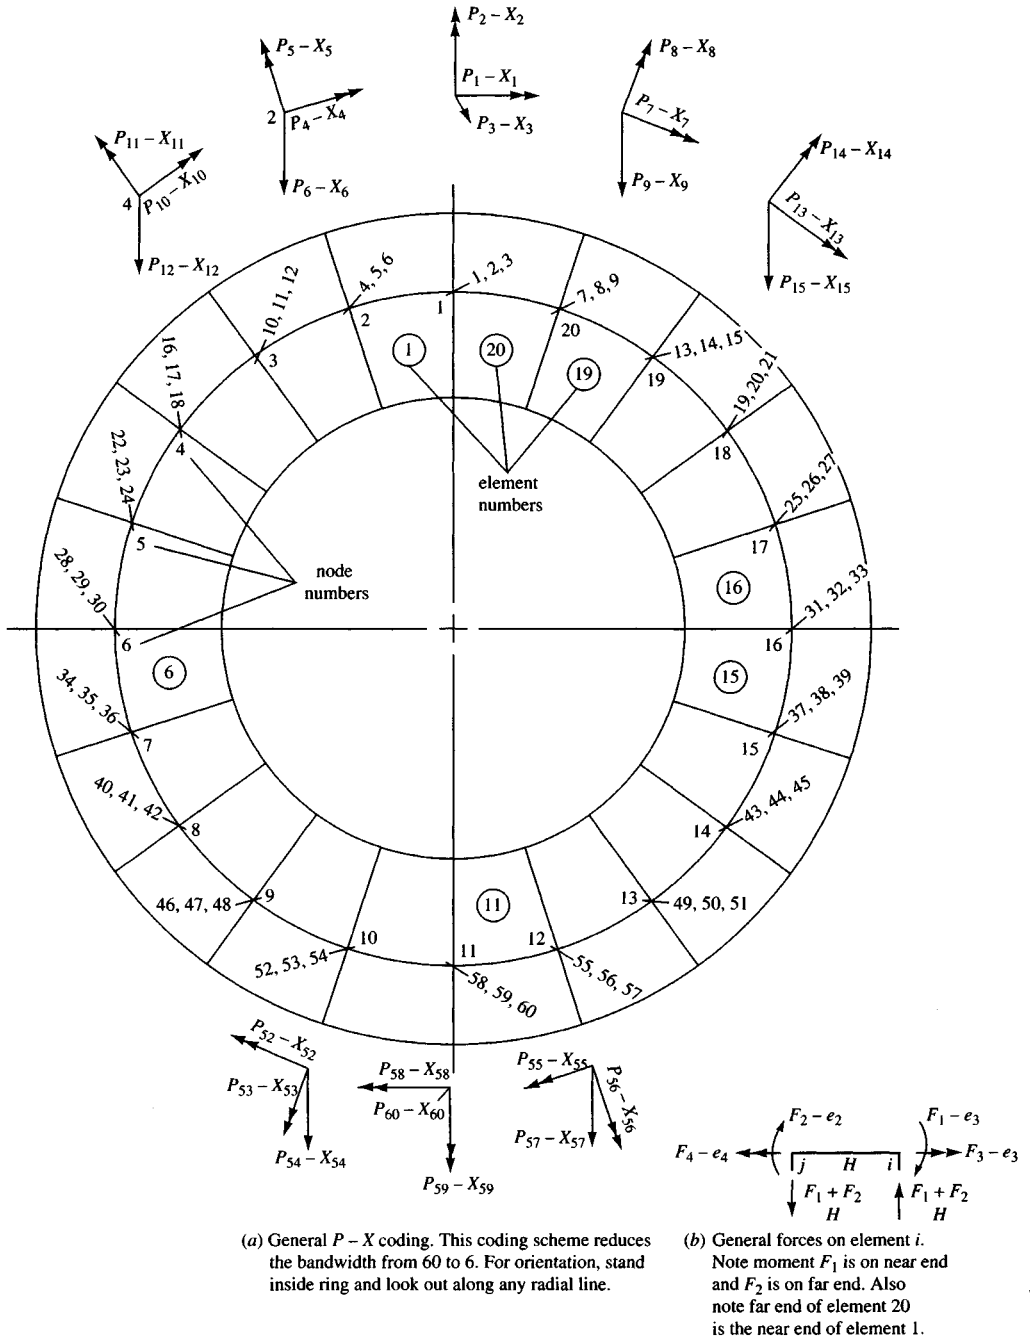 P2 – X2
P5 – X5
P8 – X8
P1 – X1
P7 – X7
2
P4 – X4
P3 – X3
P11 – X11
P14 – X14
P10 – X10
4
P6 – X6
P9 – X9
P13 – X13
P12 – X12
P15 – X15
4, 5, 6
1, 2, 3
7, 8, 9
10, 11, 12
1
2
20
3
1
20
19
13, 14, 15
19
16, 17, 18
19, 20, 21
4
18
22, 23, 24
25, 26, 27
element
numbers
5
17
node
numbers
28, 29, 30
16
31, 32, 33
6
16
6
15
34, 35, 36
37, 38, 39
7
15
40, 41, 42
43, 44, 45
8
14
46, 47, 48
9
11
13
49, 50, 51
10
11
12
52, 53, 54
58, 59, 60
55, 56, 57
P52 – X52
P58 – X58
P55 – X55
P53 – X53
P60 – X60
P56 – X56
P57 – X57
P54 – X54
P59 – X59
F2 – e2
F1 – e3
F4 – e4
j H i
F3 – e3
F1 + F2
H
F1 + F2
H
(a) General P – X coding. This coding scheme reduces
the bandwidth from 60 to 6. For orientation, stand
inside ring and look out along any radial line.
(b) General forces on element i.
Note moment F1 is on near end
and F2 is on far end. Also
note far end of element 20
is the near end of element 1.